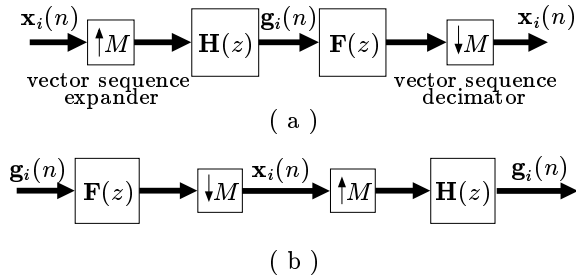 x_i(n) g_i(n) x_i(n)
↑M H(z) F(z) ↓M
vector sequence vector sequence
expander decimator
( a )
g_i(n) x_i(n) g_i(n)
F(z) ↓M ↑M H(z)
( b )